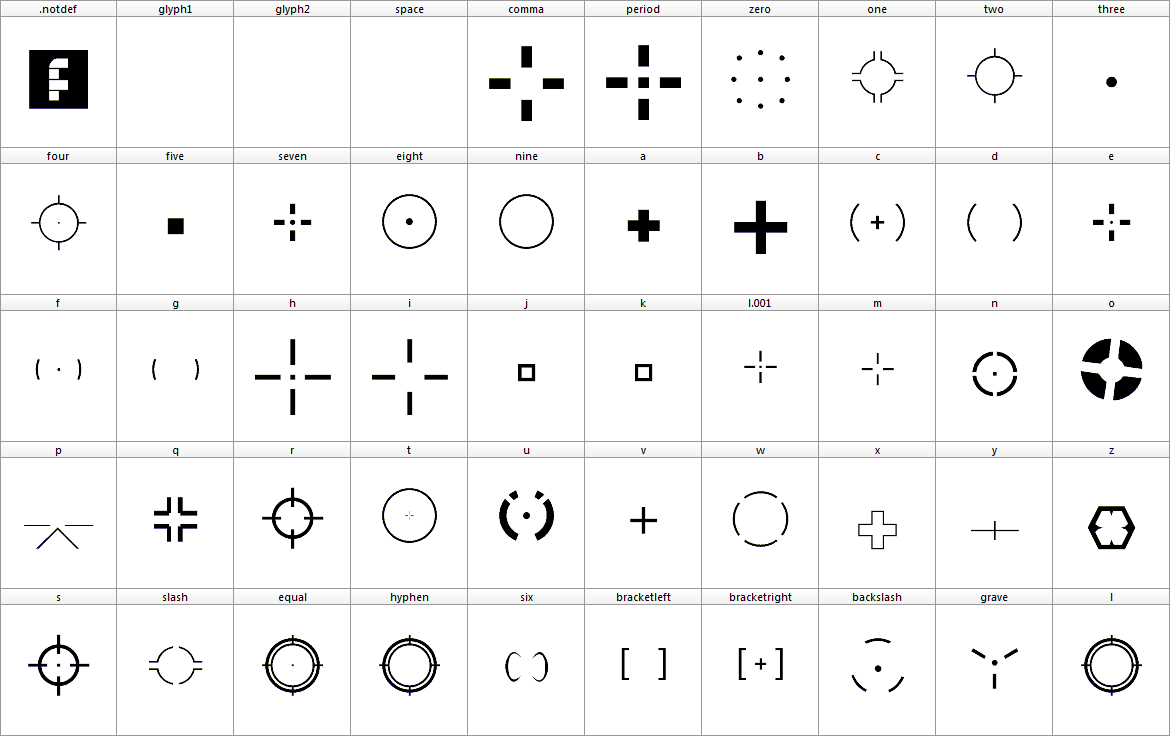 .notdef glyph1 glyph2 space comma period zero one two three
four five seven eight nine a b c d e
f g h i j k l.001 m n o
p q r t u v w x y z
s slash equal hyphen six bracketleft bracketright backslash grave l